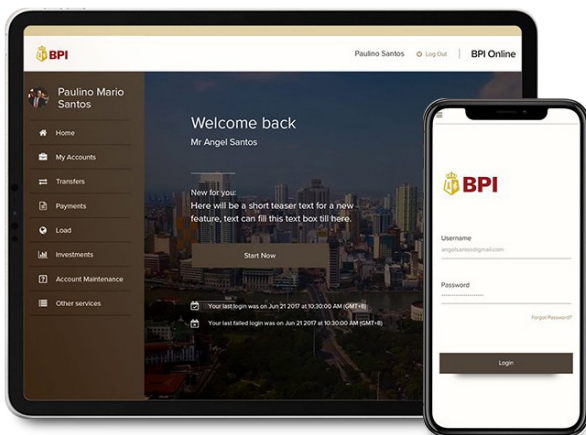 BPI
Paulino Santos
Log Out
BPI Online
Paulino Mario
Santos
Home
My Accounts
Transfers
Payments
Load
Investments
Account Maintenance
Other services
Welcome back
Mr Angel Santos
New for you:
Here will be a short teaser text for a new
feature, text can fill this text box till here.
Start Now
Your last login was on Jun 21 2017 at 10:30:00 AM (GMT+8)
Your last failed login was on Jun 21 2017 at 10:30:00 AM (GMT+8)
BPI
Username
angelsantos@gmail.com
Password
Forgot Password?
Login